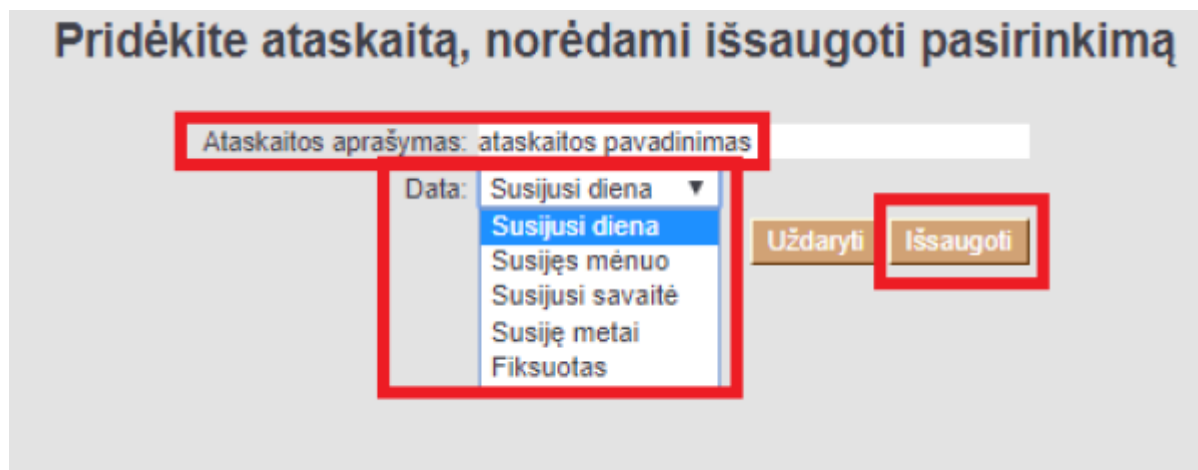 Pridėkite ataskaitą, norėdami išsaugoti pasirinkimą
Ataskaitos aprašymas: ataskaitos pavadinimas
Data: Susijusi diena ▼
Susijusi diena
Uždaryti Išsaugoti
Susijęs mėnuo
Susijusi savaitė
Susiję metai
Fiksuotas